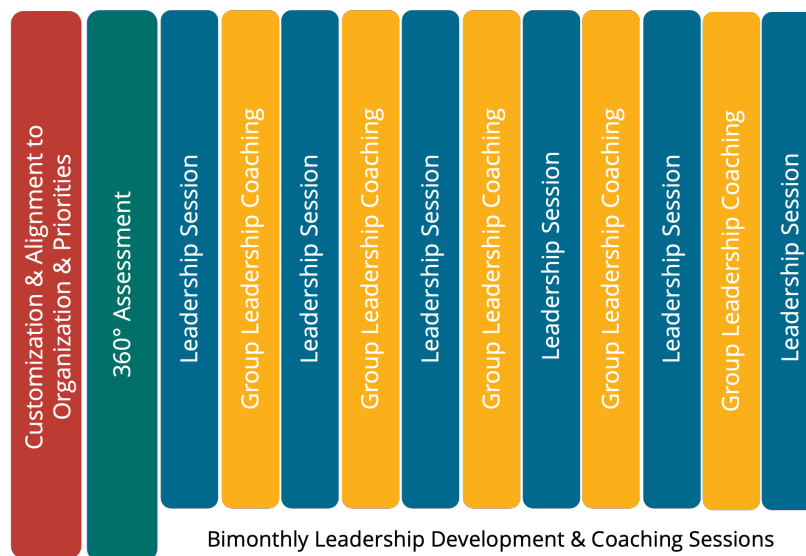 Customization & Alignment to
Organization & Priorities
360° Assessment
Leadership Session
Group Leadership Coaching
Leadership Session
Group Leadership Coaching
Leadership Session
Group Leadership Coaching
Leadership Session
Group Leadership Coaching
Leadership Session
Group Leadership Coaching
Leadership Session
Bimonthly Leadership Development & Coaching Sessions